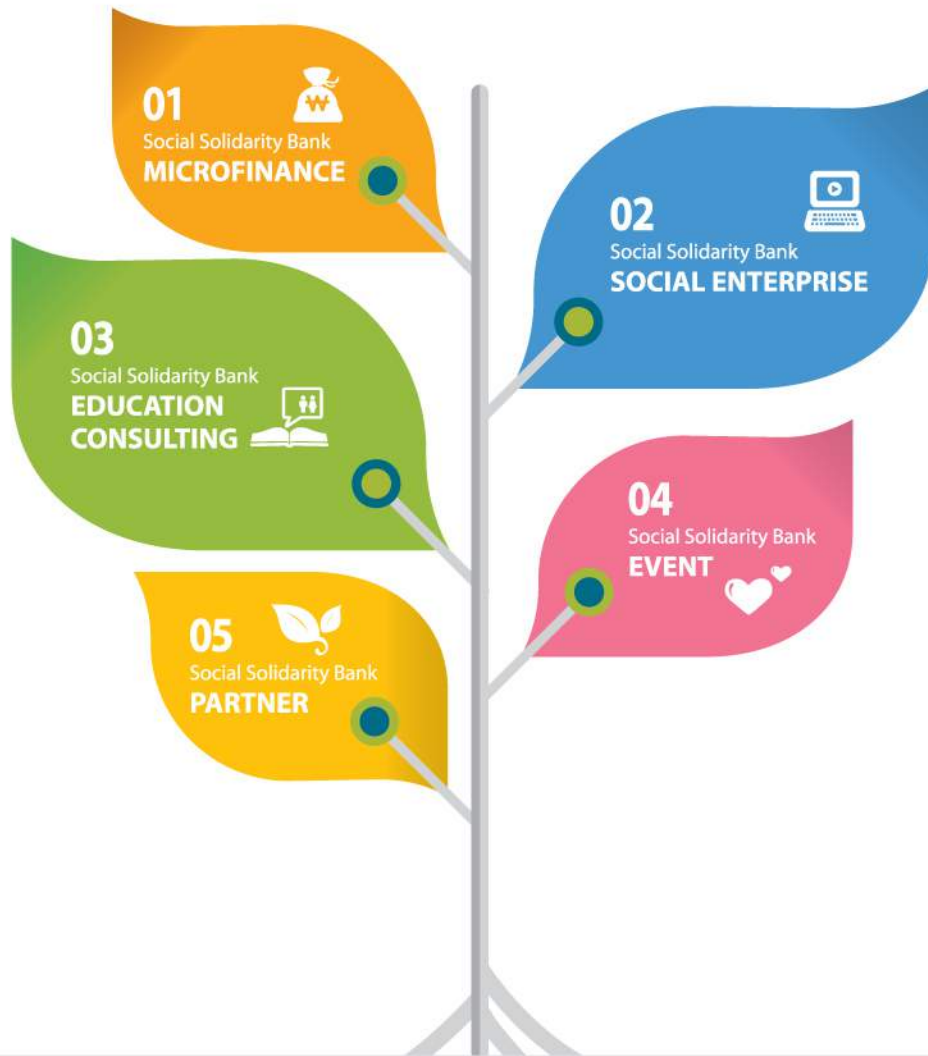 01
Social Solidarity Bank
MICROFINANCE
02
Social Solidarity Bank
SOCIAL ENTERPRISE
03
Social Solidarity Bank
EDUCATION
CONSULTING
04
Social Solidarity Bank
EVENT
05
Social Solidarity Bank
PARTNER